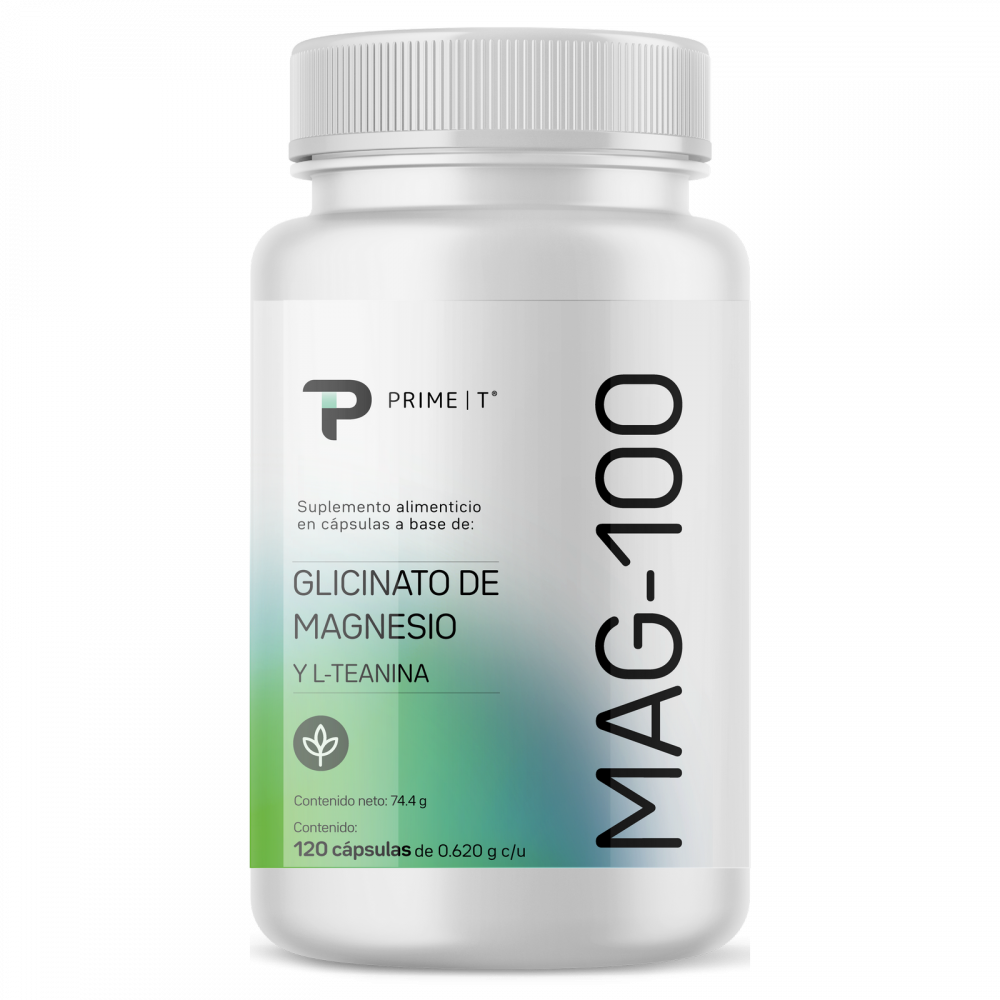 PRIME | T®
Suplemento alimenticio
en cápsulas a base de:
GLICINATO DE
MAGNESIO
Y L-TEANINA
Contenido neto: 74.4 g
Contenido:
120 cápsulas de 0.620 g c/u
MAG-100